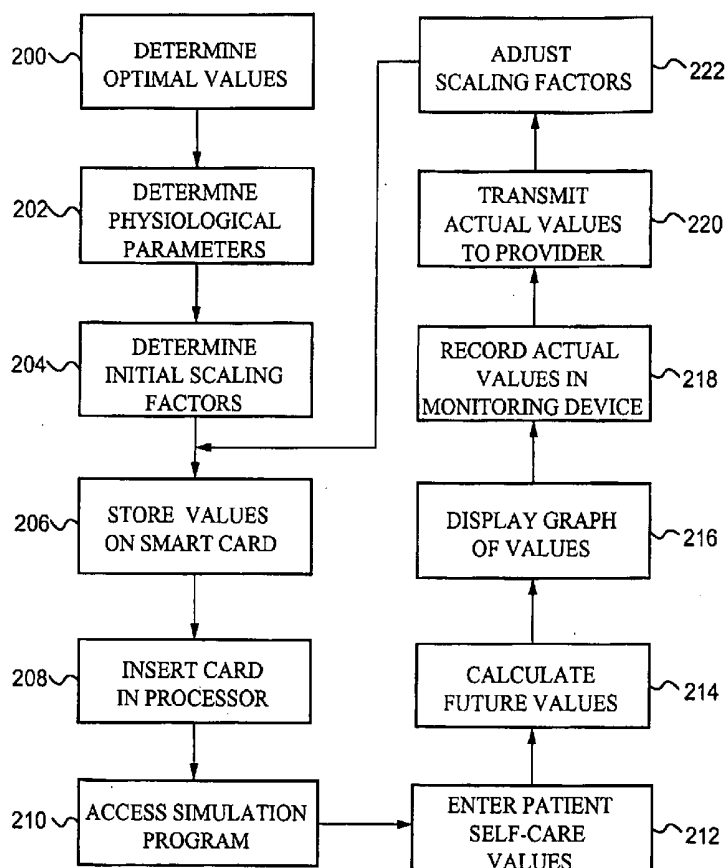 200
DETERMINE
OPTIMAL VALUES
202
DETERMINE
PHYSIOLOGICAL
PARAMETERS
204
DETERMINE
INITIAL SCALING
FACTORS
206
STORE VALUES
ON SMART CARD
208
INSERT CARD
IN PROCESSOR
210
ACCESS SIMULATION
PROGRAM
ENTER PATIENT
SELF-CARE
VALUES
212
CALCULATE
FUTURE VALUES
214
DISPLAY GRAPH
OF VALUES
216
RECORD ACTUAL
VALUES IN
MONITORING DEVICE
218
TRANSMIT
ACTUAL VALUES
TO PROVIDER
220
ADJUST
SCALING FACTORS
222